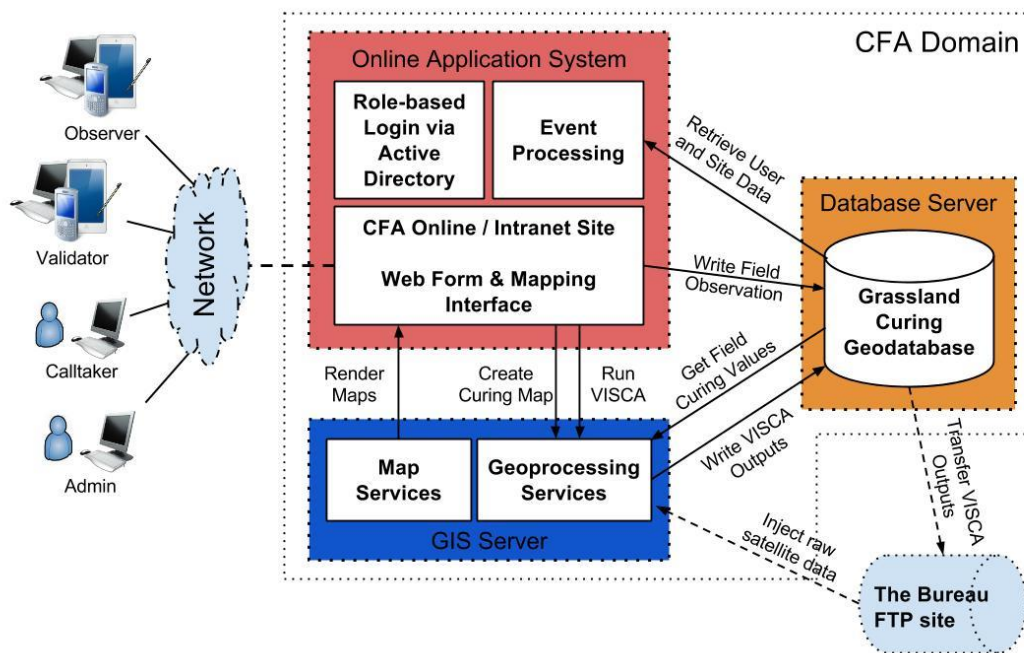 CFA Domain
Observer
Validator
Calltaker
Admin
Network
Online Application System
Role-based
Login via
Active
Directory
Event
Processing
CFA Online / Intranet Site
Web Form & Mapping
Interface
Retrieve User
and Site Data
Write Field
Observation
Database Server
Grassland
Curing
Geodatabase
Render
Maps
Create
Curing Map
Run
VISCA
Get Field
Curing Values
Write VISCA
Outputs
Map
Services
Geoprocessing
Services
GIS Server
Transfer VISCA
Outputs
Inject raw
satellite data
The Bureau
FTP site